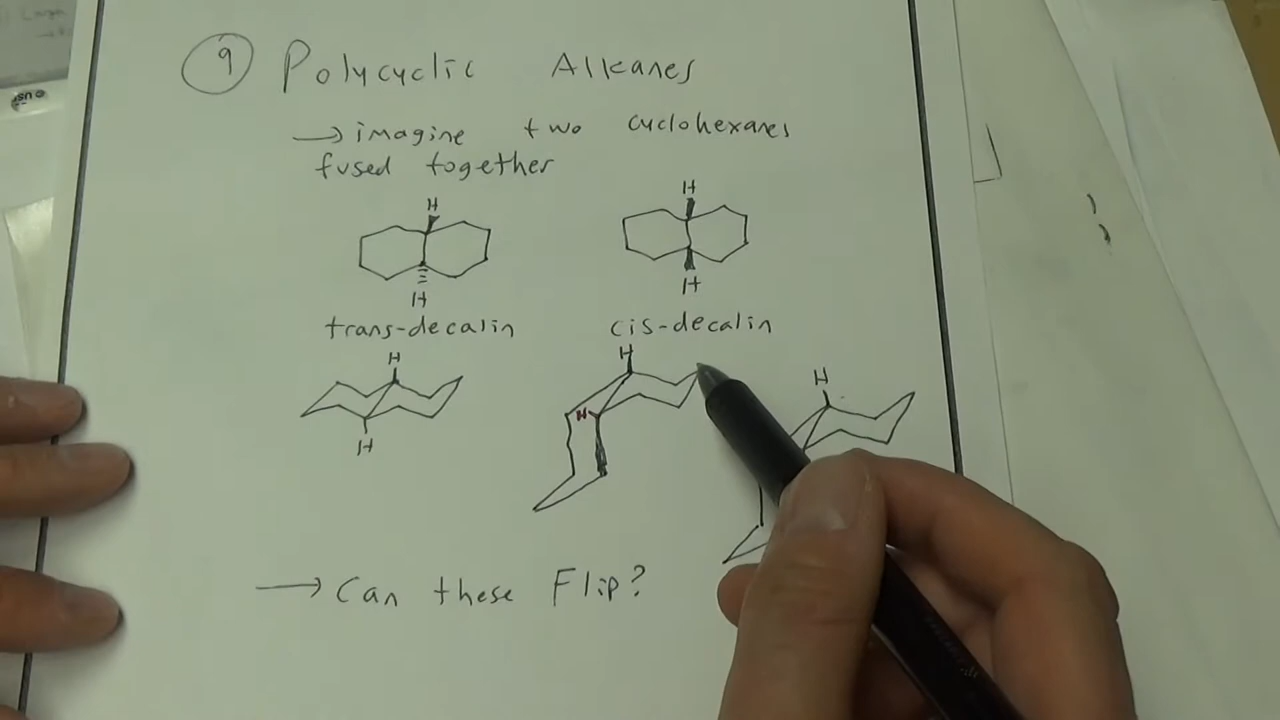 9 Polycyclic Alkanes
→ imagine two cyclohexanes
fused together
H H
H H
trans-decalin cis-decalin
H H H
H
H
→ Can these Flip?